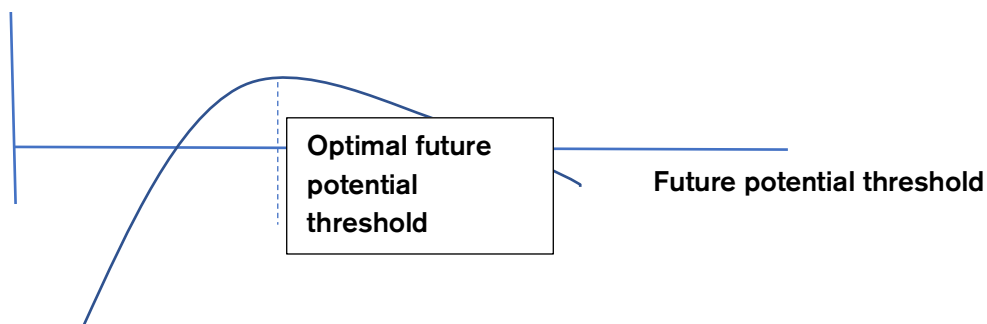 Optimal future
potential
threshold
Future potential threshold